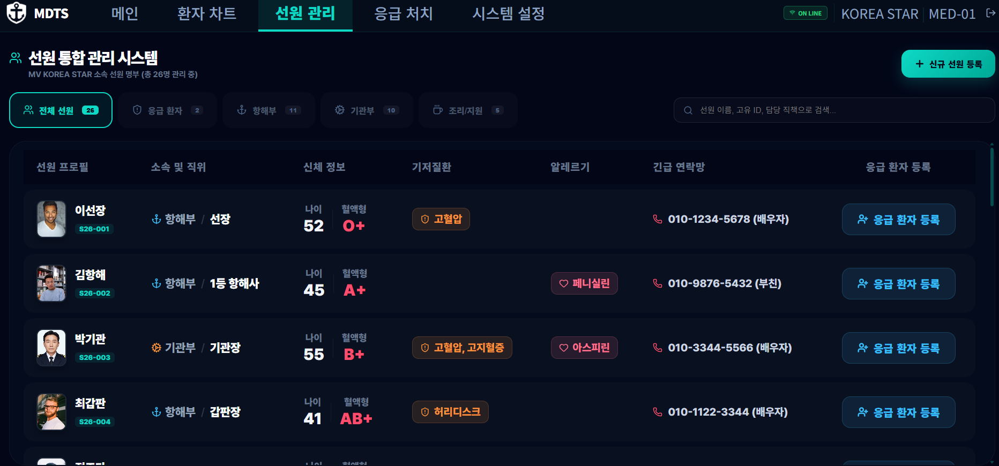 MDTS 메인 환자 차트 선원 관리 응급 처치 시스템 설정 ON LINE KOREA STAR MED-01
선원 통합 관리 시스템
MV KOREA STAR 소속 선원 명부 (총 26명 관리 중)
+ 신규 선원 등록
전체 선원 26 응급 환자 2 항해부 11 기관부 10 조리/지원 5 선원 이름, 고유 ID, 담당 직책으로 검색...
선원 프로필 소속 및 직위 신체 정보 기저질환 알레르기 긴급 연락망 응급 환자 등록
이선장
S26-001
항해부 / 선장
나이 혈액형
52 O+
고혈압
010-1234-5678 (배우자)
응급 환자 등록
김항해
S26-002
항해부 / 1등 항해사
나이 혈액형
45 A+
페니실린
010-9876-5432 (부친)
응급 환자 등록
박기관
S26-003
기관부 / 기관장
나이 혈액형
55 B+
고혈압, 고지혈증
아스피린
010-3344-5566 (배우자)
응급 환자 등록
최갑판
S26-004
항해부 / 갑판장
나이 혈액형
41 AB+
허리디스크
010-1122-3344 (배우자)
응급 환자 등록
나이 혈액형